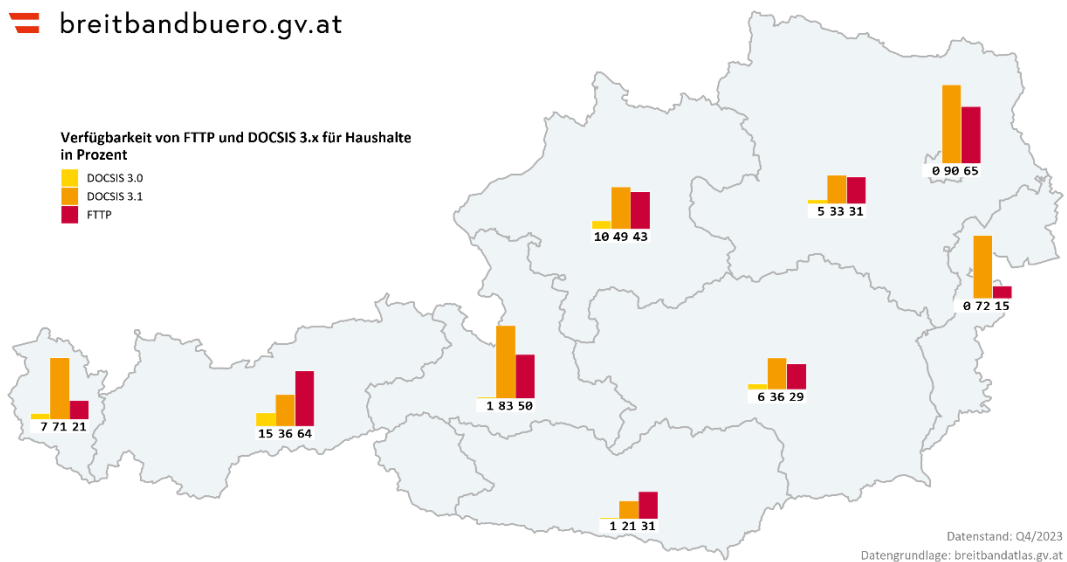 breitbandbuero.gv.at
Verfügbarkeit von FTTP und DOCSIS 3.x für Haushalte
in Prozent
DOCSIS 3.0
DOCSIS 3.1
FTTP
0 90 65
5 33 31
10 49 43
0 72 15
1 83 50
6 36 29
7 71 21
15 36 64
1 21 31
Datenstand: Q4/2023
Datengrundlage: breitbandatlas.gv.at